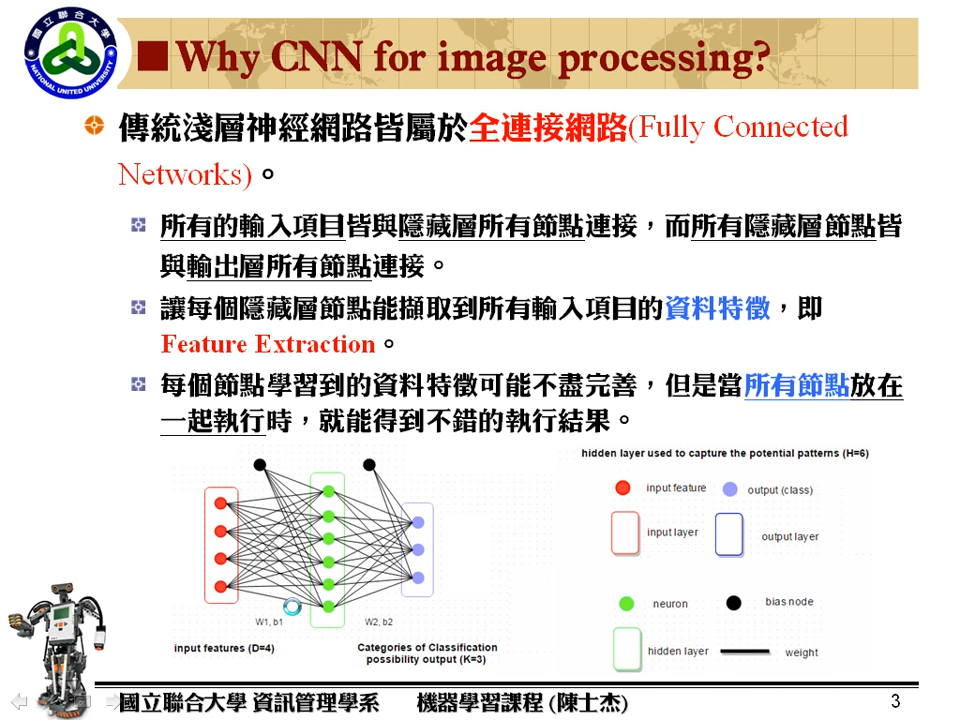 國立聯合大學
NATIONAL UNITED UNIVERSITY
Why CNN for image processing?
傳統淺層神經網路皆屬於全連接網路(Fully Connected
Networks)。
所有的輸入項目皆與隱藏層所有節點連接，而所有隱藏層節點皆
與輸出層所有節點連接。
讓每個隱藏層節點能擷取到所有輸入項目的資料特徵，即
Feature Extraction。
每個節點學習到的資料特徵可能不盡完善，但是當所有節點放在
一起執行時，就能得到不錯的執行結果。
W1, b1
W2, b2
input features (D=4)
Categories of Classification
possibility output (K=3)
hidden layer used to capture the potential patterns (H=6)
input feature
output (class)
input layer
output layer
neuron
bias node
hidden layer
weight
國立聯合大學 資訊管理學系 機器學習課程 (陳士杰)
3